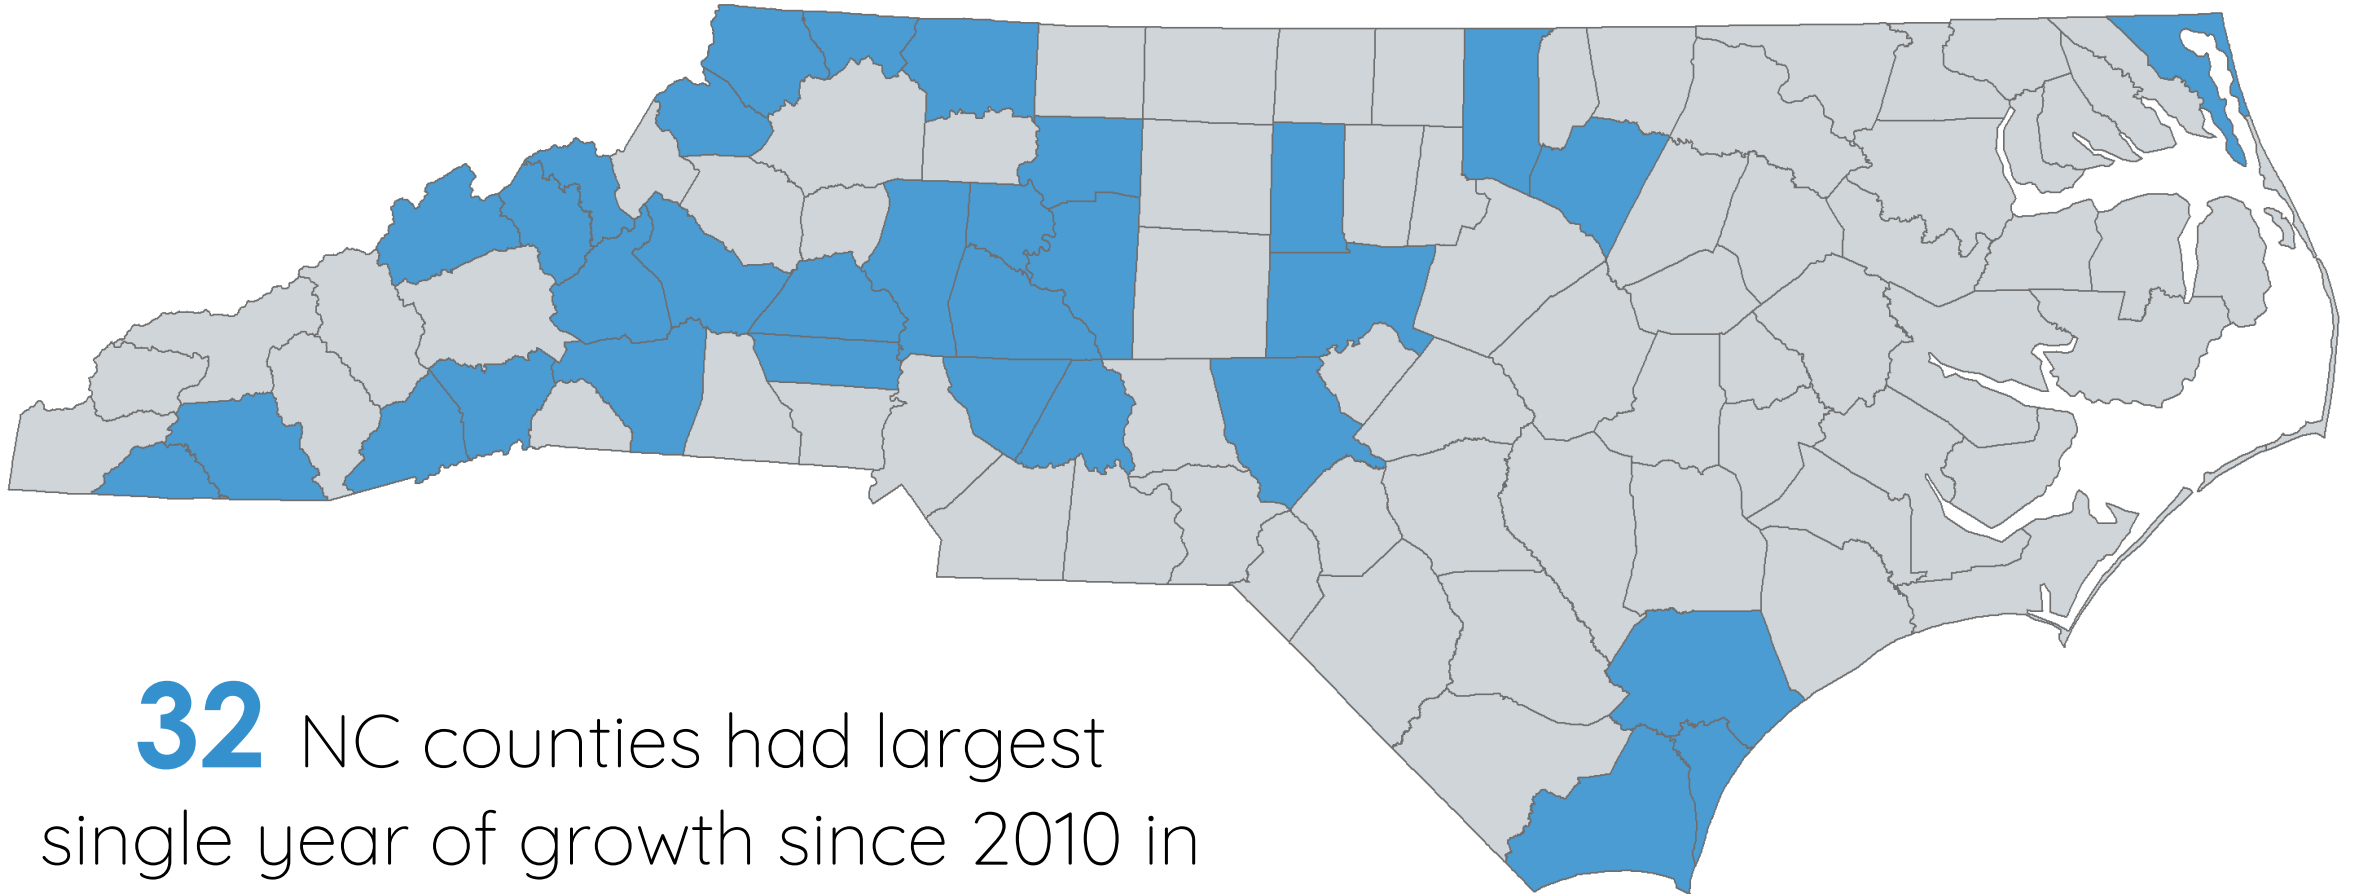 32 NC counties had largest
single year of growth since 2010 in